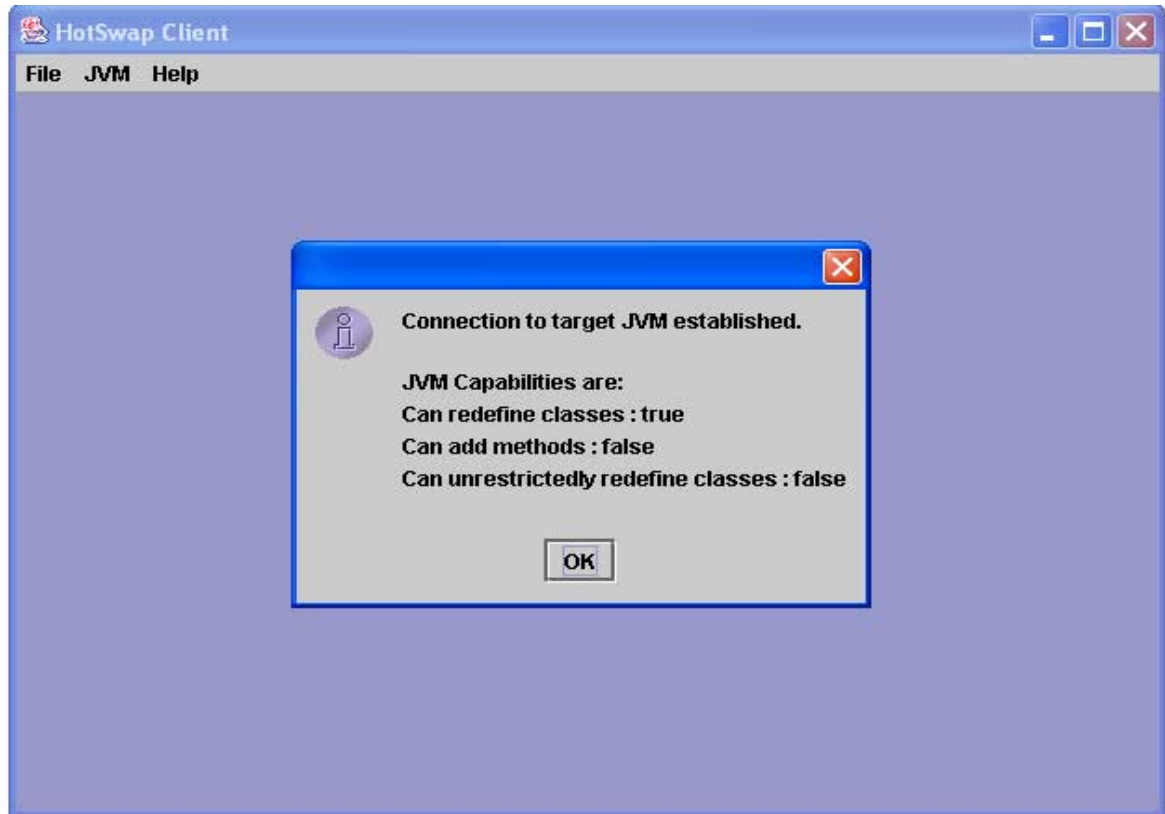 HotSwap Client
File JVM Help
Connection to target JVM established.
JVM Capabilities are:
Can redefine classes : true
Can add methods : false
Can unrestrictedly redefine classes : false
OK